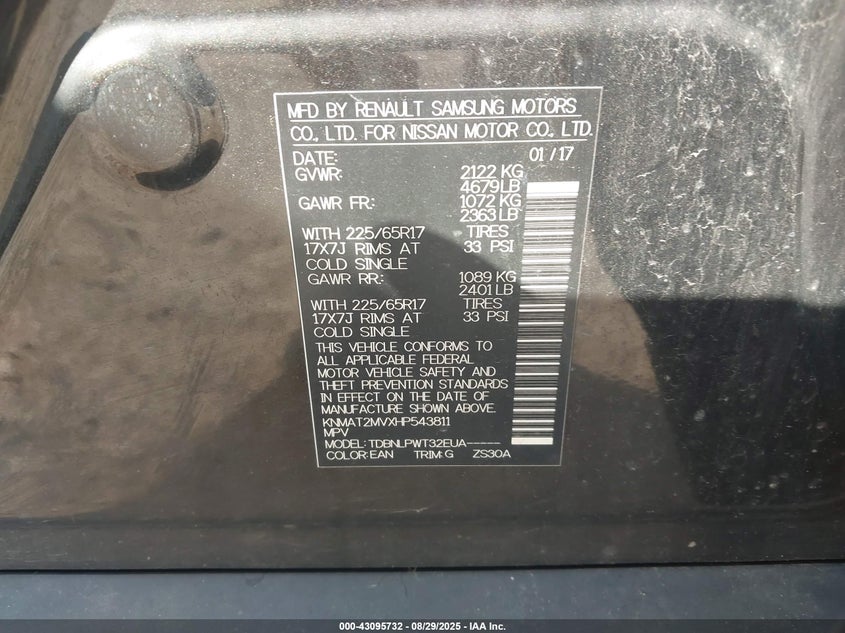 MFD BY RENAULT SAMSUNG MOTORS
CO., LTD. FOR NISSAN MOTOR CO., LTD.
DATE: 01 / 17
GVWR: 2122 KG
4679 LB
GAWR FR: 1072 KG
2363 LB
WITH 225/65R17 TIRES
17X7J RIMS AT 33 PSI
COLD SINGLE
GAWR RR: 1089 KG
2401 LB
WITH 225/65R17 TIRES
17X7J RIMS AT 33 PSI
COLD SINGLE
THIS VEHICLE CONFORMS TO
ALL APPLICABLE FEDERAL
MOTOR VEHICLE SAFETY AND
THEFT PREVENTION STANDARDS
IN EFFECT ON THE DATE OF
MANUFACTURE SHOWN ABOVE.
KNMAT2MVXHP543811
MPV
MODEL: TDBNLPWT32EUA-----
COLOR: EAN TRIM: G ZS30A
000-43095732 - 08/29/2025 - IAA Inc.